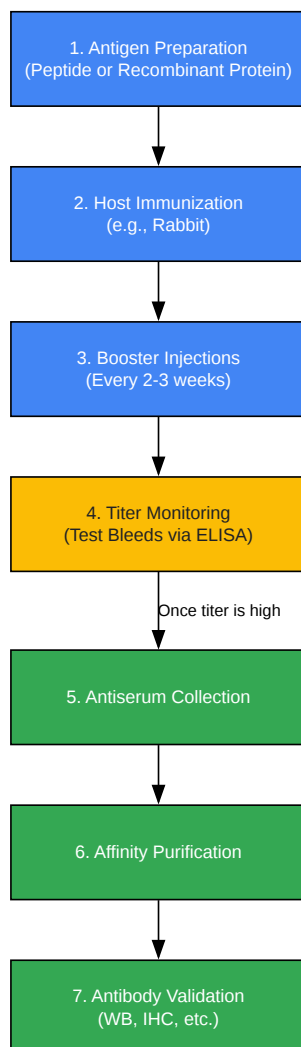 1. Antigen Preparation
(Peptide or Recombinant Protein)
2. Host Immunization
(e.g., Rabbit)
3. Booster Injections
(Every 2-3 weeks)
4. Titer Monitoring
(Test Bleeds via ELISA)
Once titer is high
5. Antiserum Collection
6. Affinity Purification
7. Antibody Validation
(WB, IHC, etc.)